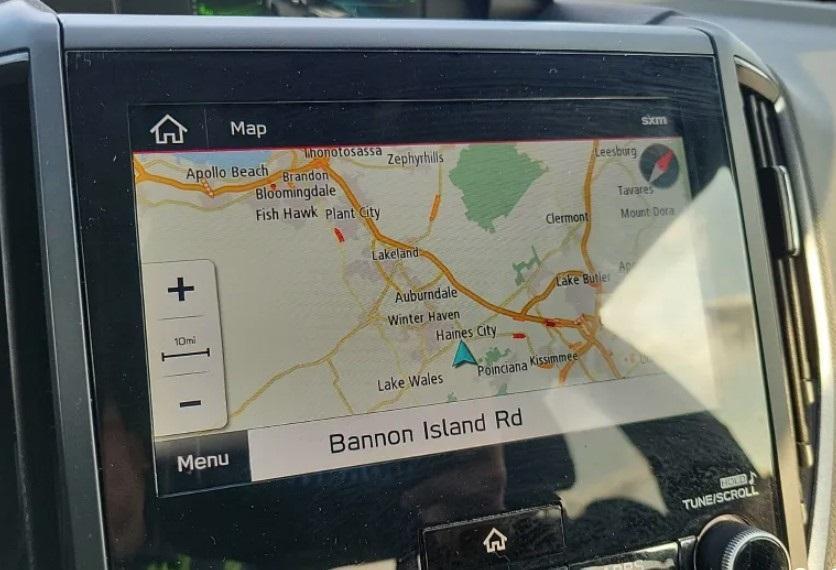 Map
sxm
Thonotosassa
Zephyrhills
Leesburg
Apollo Beach
Brandon
Bloomingdale
Tavares
Fish Hawk
Plant City
Clermont
Mount Dora
Lakeland
Lake Butler
+
Auburndale
Winter Haven
10mi
Haines City
Kissimmee
Poinciana
Lake Wales
-
Bannon Island Rd
Menu
HOLD
TUNE/SCROLL